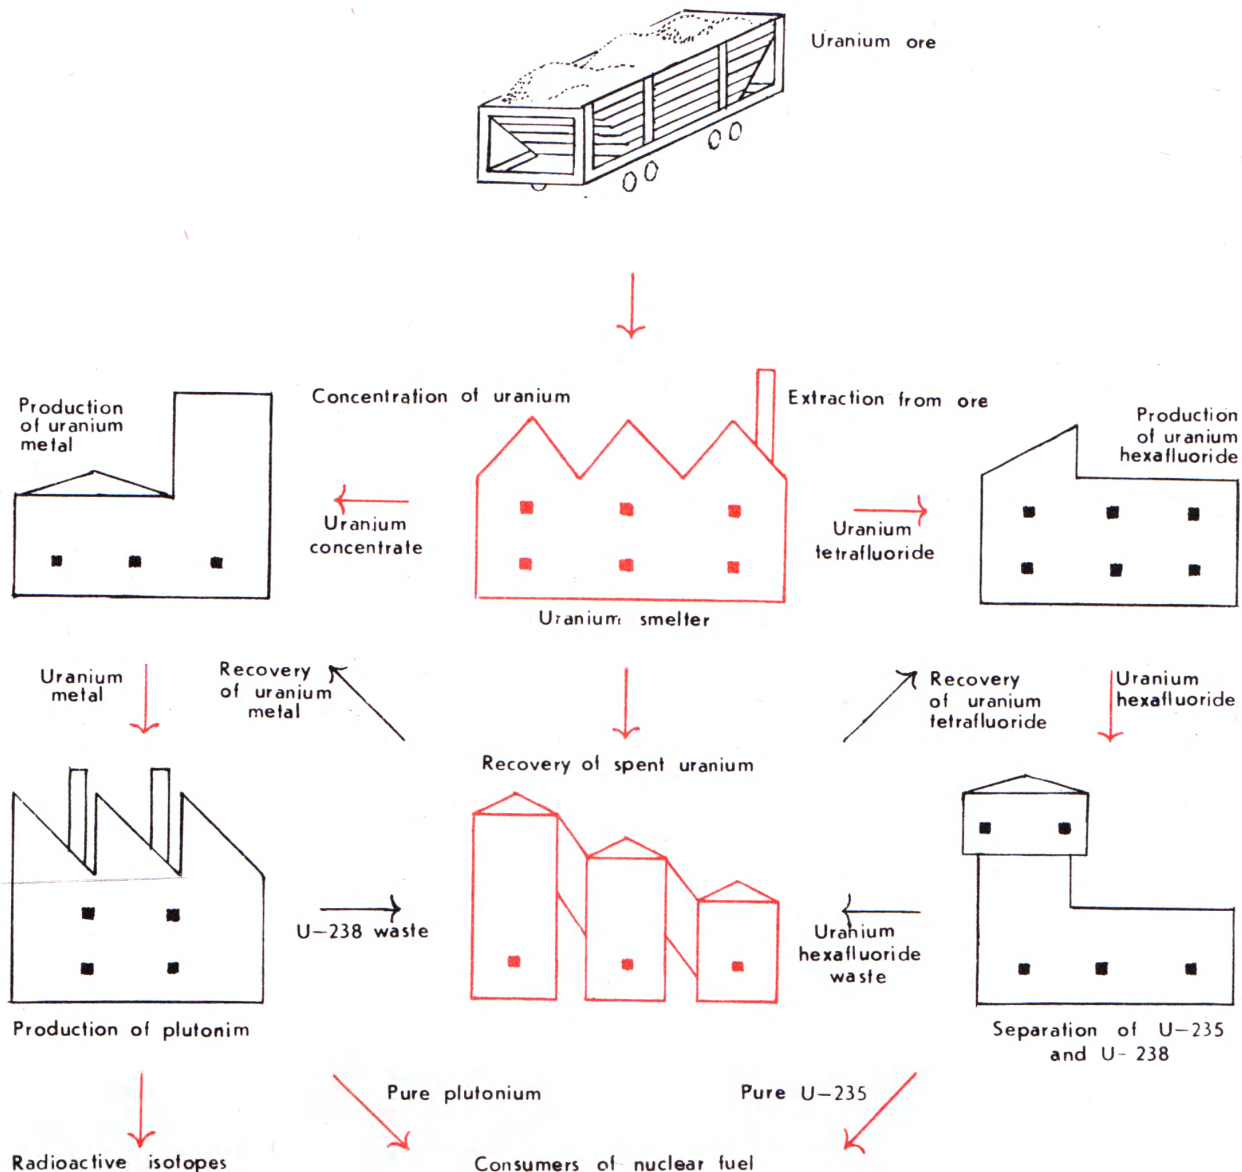 Uranium ore
Concentration of uranium
Extraction from ore
Production
of uranium
metal
Production
of uranium
hexafluoride
Uranium
concentrate
Uranium
tetrafluoride
Uranium smelter
Uranium
metal
Recovery
of uranium
metal
Recovery
of uranium
tetrafluoride
Uranium
hexafluoride
Recovery of spent uranium
U-238 waste
Uranium
hexafluoride
waste
Production of plutonim
Separation of U-235
and U-238
Pure plutonium
Pure U-235
Radioactive isotopes
Consumers of nuclear fuel